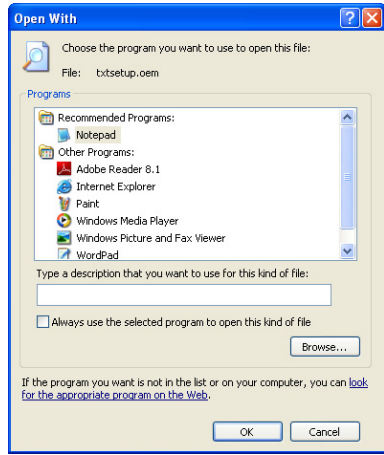 Open With
Choose the program you want to use to open this file:
File: txtsetup.oem
Programs
Recommended Programs:
Notepad
Other Programs:
Adobe Reader 8.1
Internet Explorer
Paint
Windows Media Player
Windows Picture and Fax Viewer
WordPad
Type a description that you want to use for this kind of file:
Always use the selected program to open this kind of file
Browse...
If the program you want is not in the list or on your computer, you can look
for the appropriate program on the Web.
OK Cancel